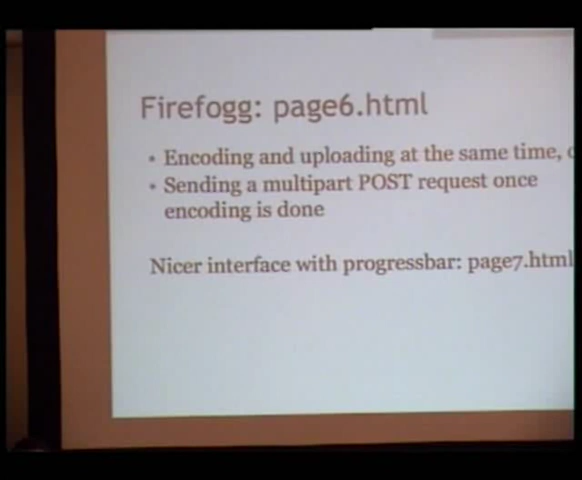 Firefogg: page6.html
• Encoding and uploading at the same time,
• Sending a multipart POST request once
encoding is done
Nicer interface with progressbar: page7.html